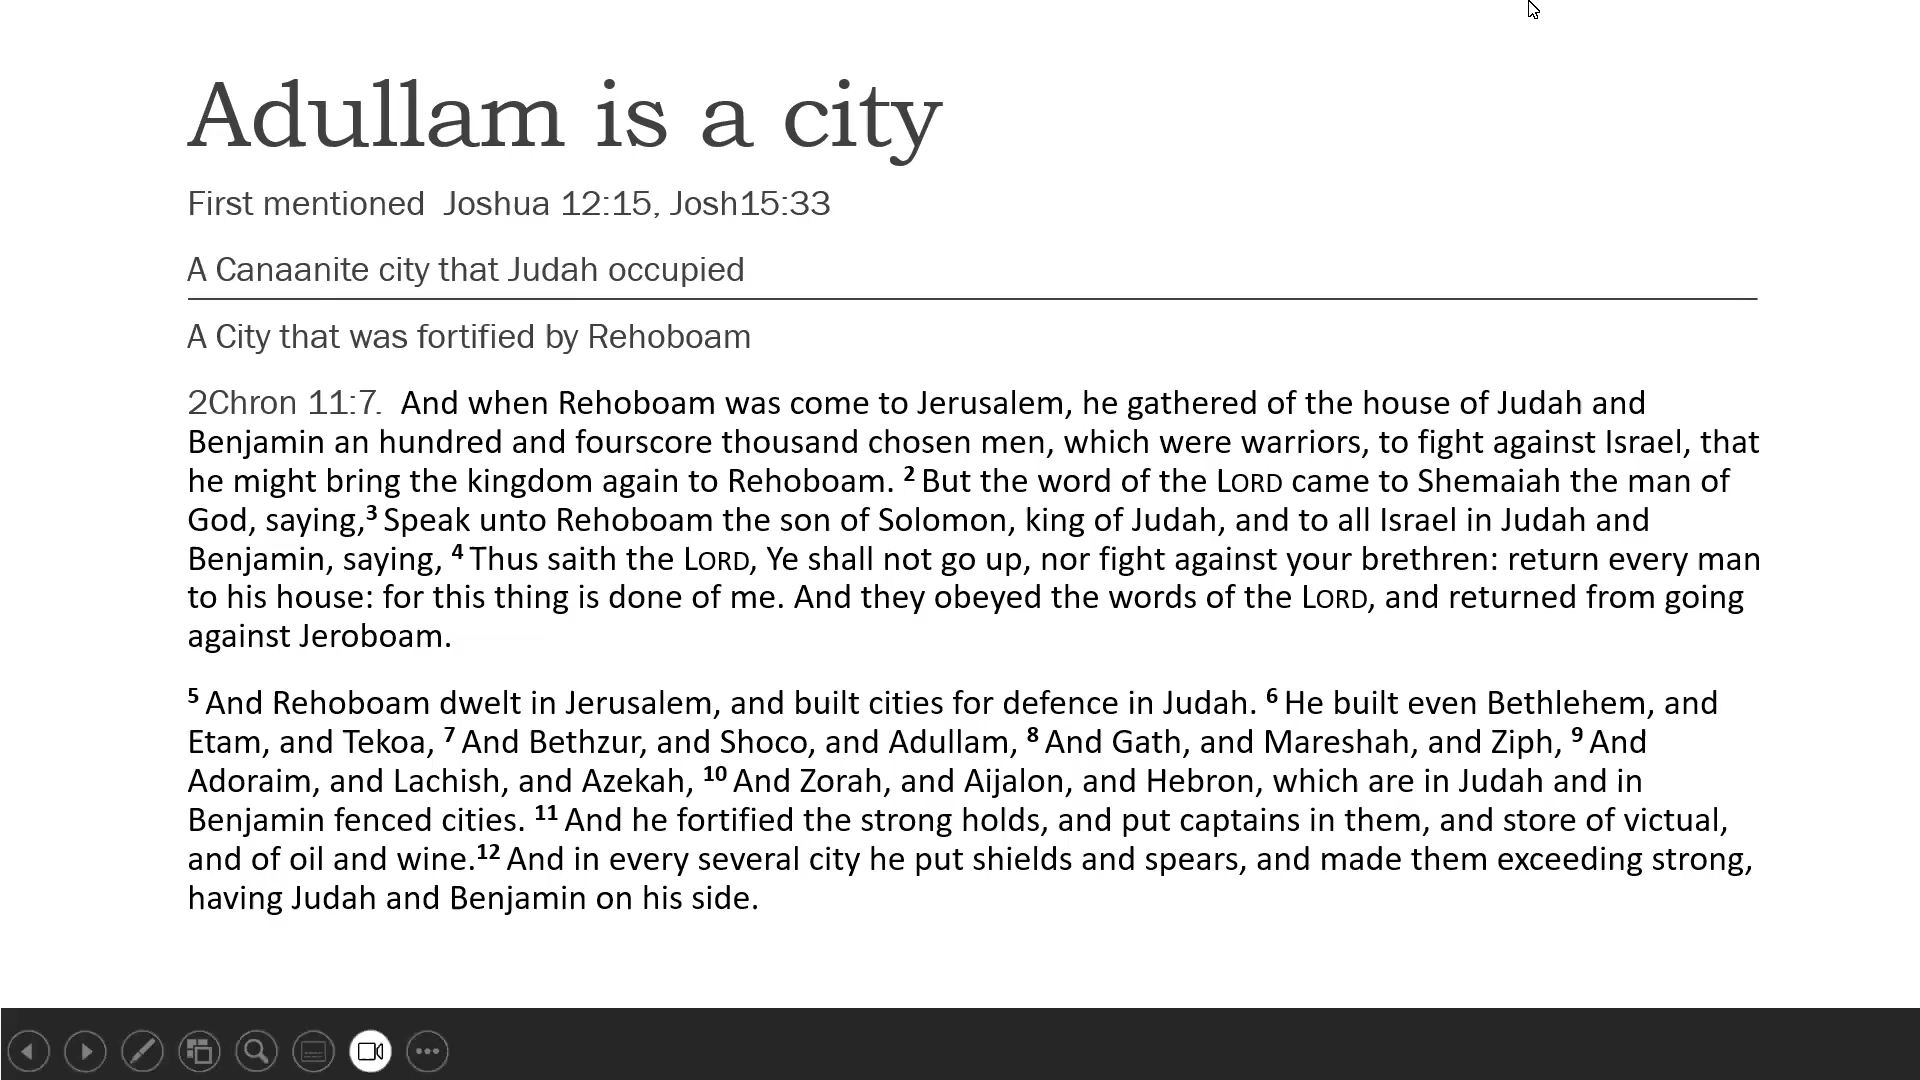 Adullam is a city
First mentioned  Joshua 12:15, Josh15:33
A Canaanite city that Judah occupied
A City that was fortified by Rehoboam
2Chron 11:7.  And when Rehoboam was come to Jerusalem, he gathered of the house of Judah and
Benjamin an hundred and fourscore thousand chosen men, which were warriors, to fight against Israel, that
he might bring the kingdom again to Rehoboam. 2 But the word of the LORD came to Shemaiah the man of
God, saying,3 Speak unto Rehoboam the son of Solomon, king of Judah, and to all Israel in Judah and
Benjamin, saying, 4 Thus saith the LORD, Ye shall not go up, nor fight against your brethren: return every man
to his house: for this thing is done of me. And they obeyed the words of the LORD, and returned from going
against Jeroboam.
5 And Rehoboam dwelt in Jerusalem, and built cities for defence in Judah. 6 He built even Bethlehem, and
Etam, and Tekoa, 7 And Bethzur, and Shoco, and Adullam, 8 And Gath, and Mareshah, and Ziph, 9 And
Adoraim, and Lachish, and Azekah, 10 And Zorah, and Aijalon, and Hebron, which are in Judah and in
Benjamin fenced cities. 11 And he fortified the strong holds, and put captains in them, and store of victual,
and of oil and wine.12 And in every several city he put shields and spears, and made them exceeding strong,
having Judah and Benjamin on his side.